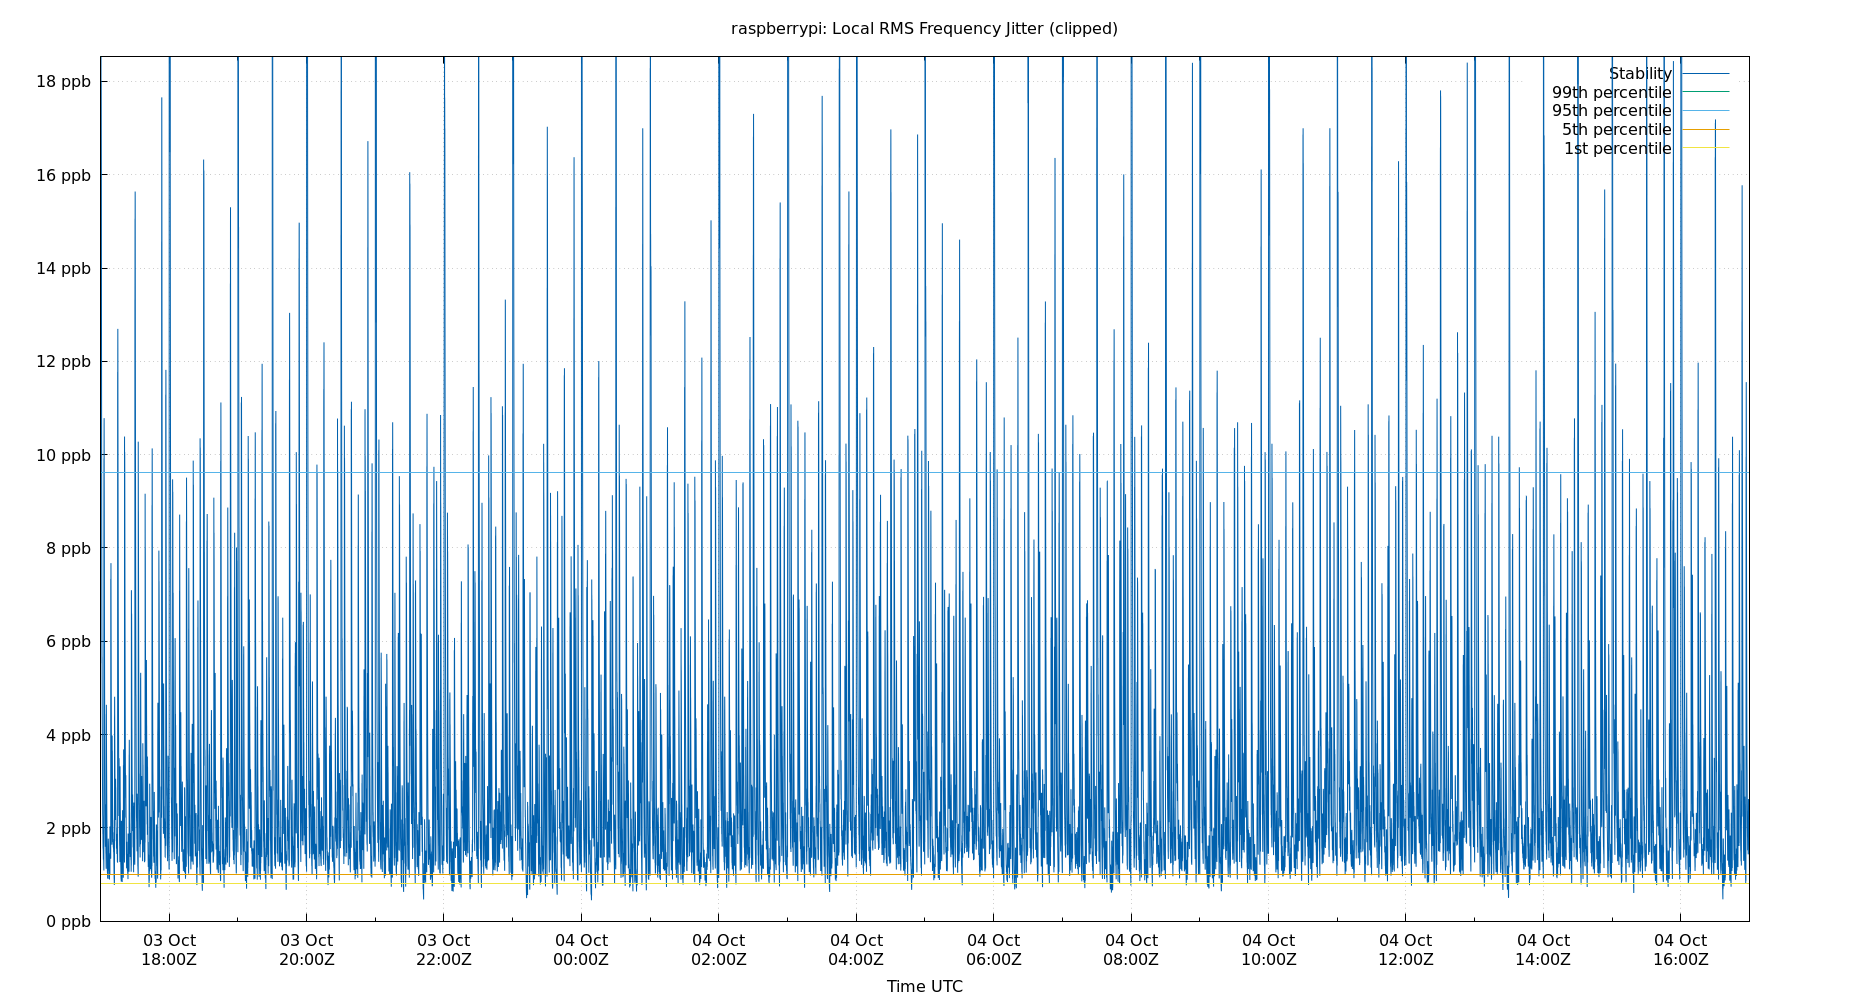 raspberrypi: Local RMS Frequency Jitter (clipped)
Stability
99th percentile
95th percentile
5th percentile
1st percentile
18 ppb
16 ppb
14 ppb
12 ppb
10 ppb
8 ppb
6 ppb
4 ppb
2 ppb
0 ppb
03 Oct 03 Oct 03 Oct 04 Oct 04 Oct 04 Oct 04 Oct 04 Oct 04 Oct 04 Oct 04 Oct 04 Oct
18:00Z 20:00Z 22:00Z 00:00Z 02:00Z 04:00Z 06:00Z 08:00Z 10:00Z 12:00Z 14:00Z 16:00Z
Time UTC